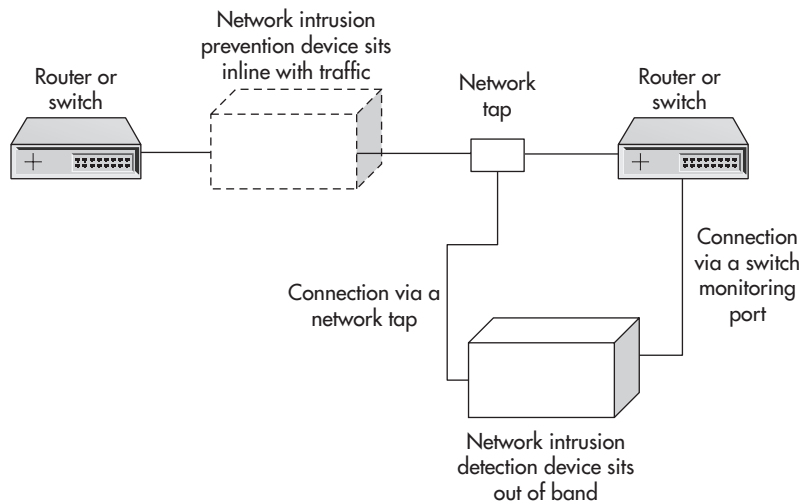 Network intrusion
prevention device sits
inline with traffic
Router or
switch
Network
tap
Router or
switch
Connection via a
network tap
Connection
via a switch
monitoring
port
Network intrusion
detection device sits
out of band